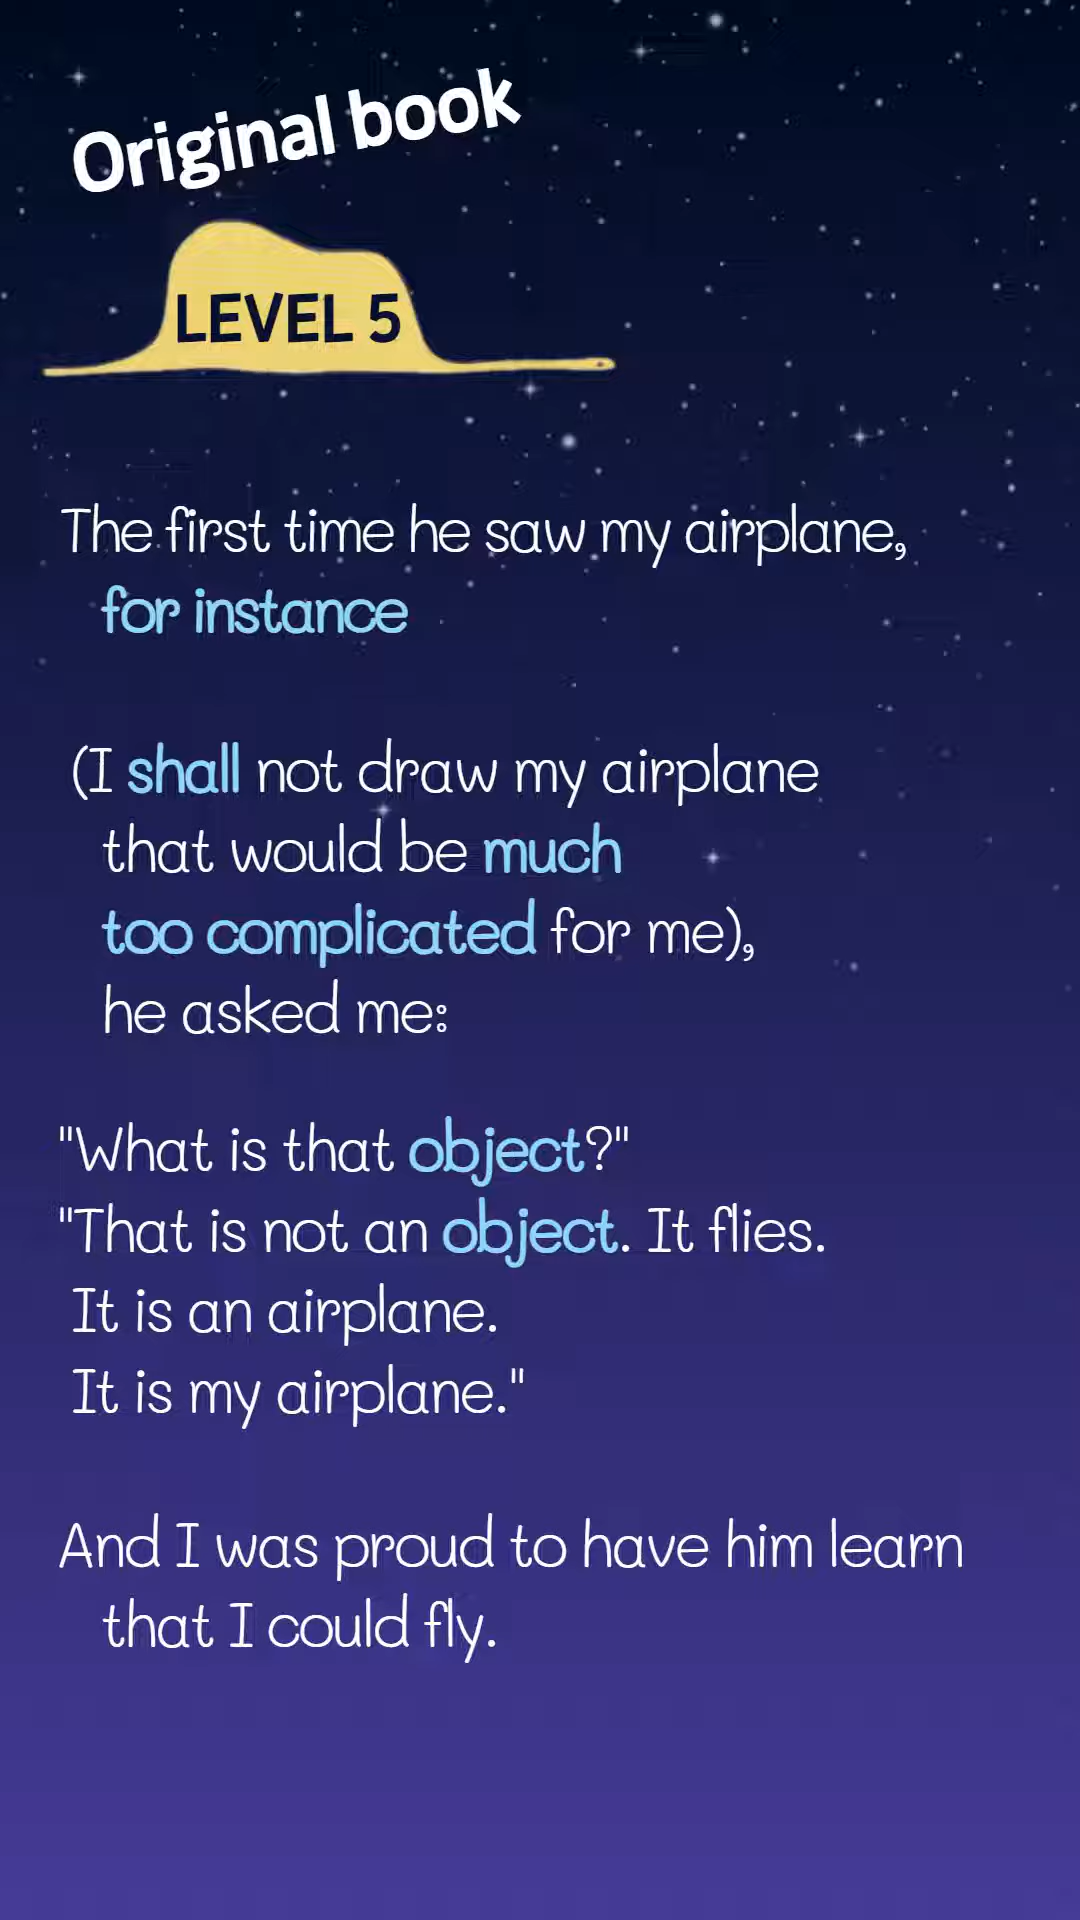 Original book
LEVEL 5
The first time he saw my airplane,
for instance
(I shall not draw my airplane
that would be much
too complicated for me),
he asked me:
"What is that object?"
"That is not an object. It flies.
It is an airplane.
It is my airplane."
And I was proud to have him learn
that I could fly.